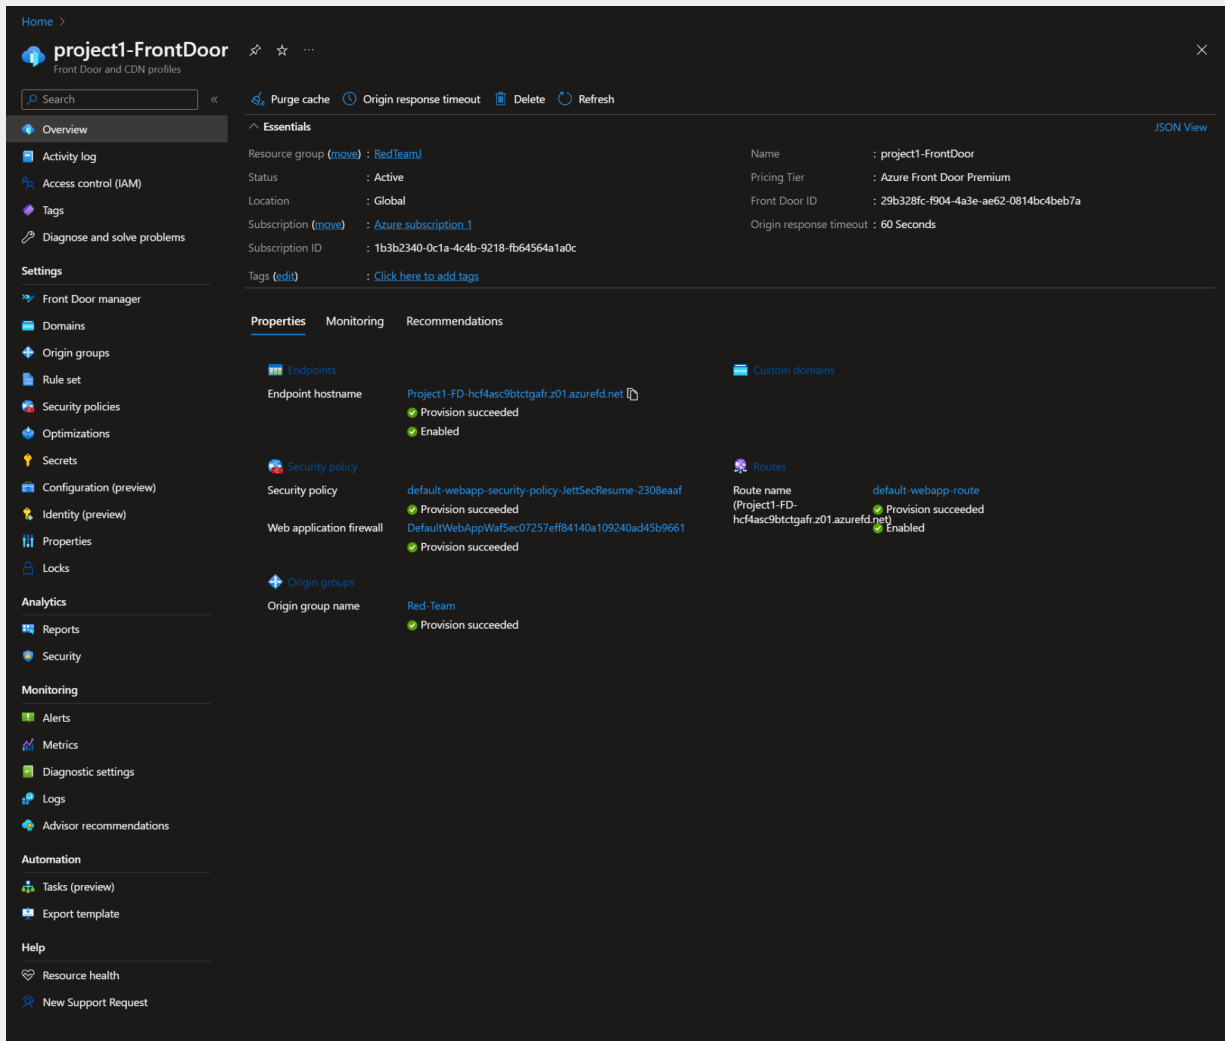 Home >
project1-FrontDoor
Front Door and CDN profiles
Search
Overview
Activity log
Access control (IAM)
Tags
Diagnose and solve problems
Settings
Front Door manager
Domains
Origin groups
Rule set
Security policies
Optimizations
Secrets
Configuration (preview)
Identity (preview)
Properties
Locks
Analytics
Reports
Security
Monitoring
Alerts
Metrics
Diagnostic settings
Logs
Advisor recommendations
Automation
Tasks (preview)
Export template
Help
Resource health
New Support Request
Purge cache Origin response timeout Delete Refresh
Essentials JSON View
Resource group (move) : RedTeamJ
Status : Active
Location : Global
Subscription (move) : Azure subscription 1
Subscription ID : 1b3b2340-0c1a-4c4b-9218-fb64564a1a0c
Tags (edit) : Click here to add tags
Name : project1-FrontDoor
Pricing Tier : Azure Front Door Premium
Front Door ID : 29b328fc-f904-4a3e-ae62-0814bc4beb7a
Origin response timeout : 60 Seconds
Properties Monitoring Recommendations
Endpoints
Endpoint hostname Project1-FD-hcf4asc9btctgafr.z01.azurefd.net
Provision succeeded
Enabled
Custom domains
Security policy
Security policy default-webapp-security-policy-JettSecResume-2308eaaf
Provision succeeded
Web application firewall DefaultWebAppWaf5ec07257eff84140a109240ad45b9661
Provision succeeded
Routes
Route name default-webapp-route
(Project1-FD- Provision succeeded
hcf4asc9btctgafr.z01.azurefd.net) Enabled
Origin groups
Origin group name Red-Team
Provision succeeded